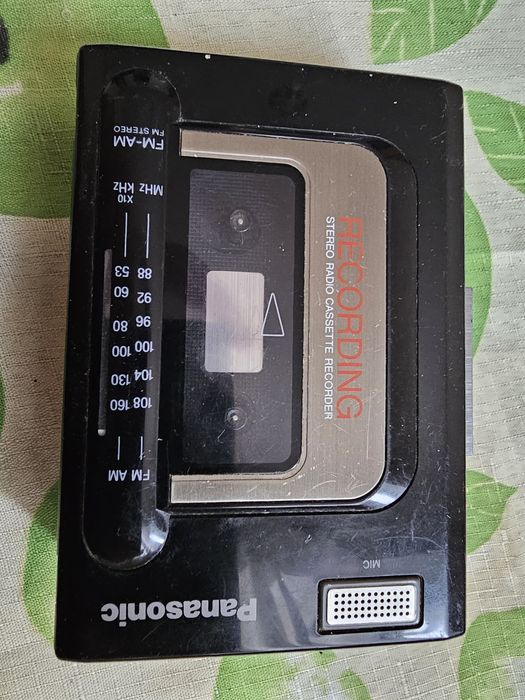 Panasonic
MIC
FM AM
108 160
104 130
100 100
96 80
92 60
88 53
MHz kHz
X10
FM-AM
FM STEREO
RECORDING
STEREO RADIO CASSETTE RECORDER